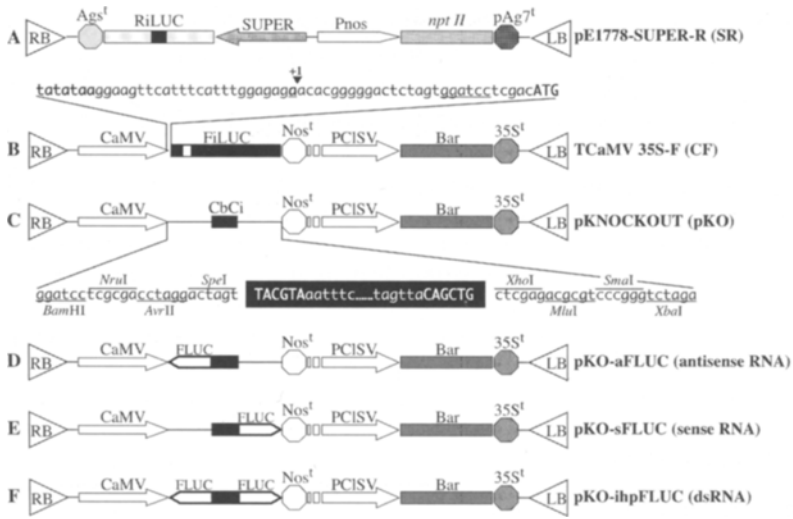 Ags^t RiLUC SUPER Pnos npt II pAg7^t
A RB LB pE1778-SUPER-R (SR)
+1
tatataaggaagttcatttcatttggagaggacacgggggactctagtggatcctcgacATG
CaMV FiLUC Nos^t PClSV Bar 35S^t
B RB LB TCaMV 35S-F (CF)
CaMV CbCi Nos^t PClSV Bar 35S^t
C RB LB pKNOCKOUT (pKO)
NruI SpeI XhoI SmaI
ggatcctcgcgacctaggactagt TACGTAaatttc....tagttaCAGCTG ctcgagacgcgtcccgggtctaga
BamHI AvrII MluI XbaI
CaMV FLUC Nos^t PClSV Bar 35S^t
D RB LB pKO-aFLUC (antisense RNA)
CaMV FLUC Nos^t PClSV Bar 35S^t
E RB LB pKO-sFLUC (sense RNA)
CaMV FLUC FLUC Nos^t PClSV Bar 35S^t
F RB LB pKO-ihpFLUC (dsRNA)